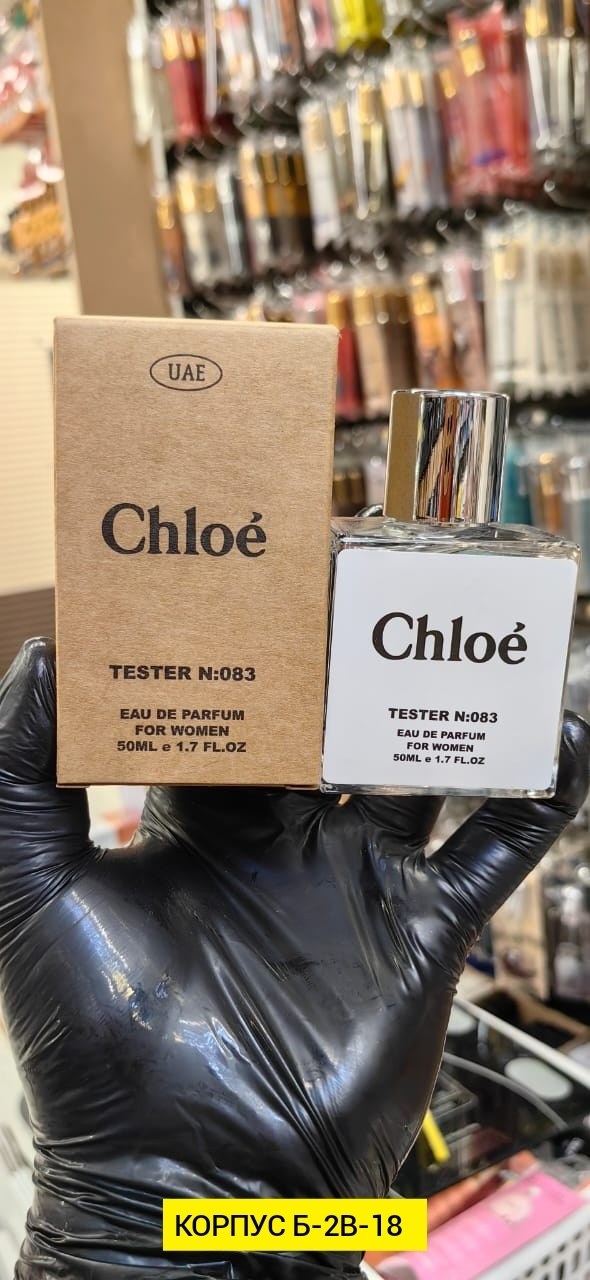 UAE
Chloé
TESTER N:083
EAU DE PARFUM
FOR WOMEN
50ML e 1.7 FL.OZ
Chloé
TESTER N:083
EAU DE PARFUM
FOR WOMEN
50ML e 1.7 FL.OZ
КОРПУС Б-2В-18